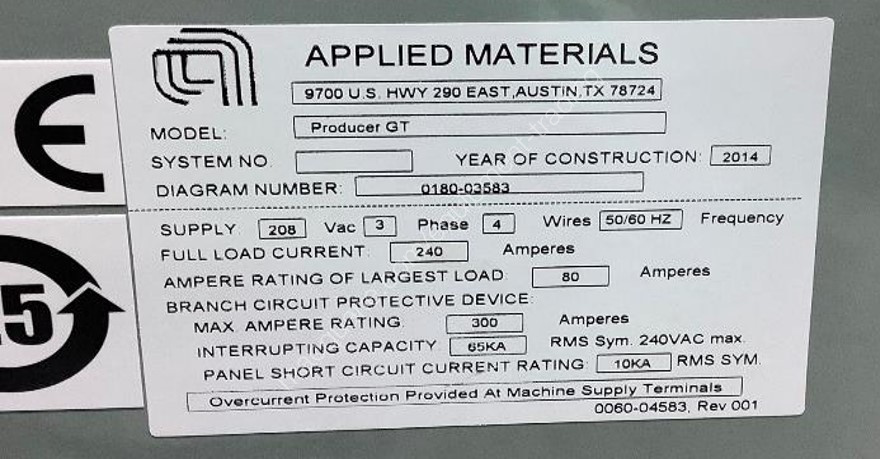 APPLIED MATERIALS
9700 U.S. HWY 290 EAST,AUSTIN,TX 78724
MODEL: Producer GT
SYSTEM NO. YEAR OF CONSTRUCTION: 2014
DIAGRAM NUMBER: 0180-03583
SUPPLY: 208 Vac 3 Phase 4 Wires 50/60 HZ Frequency
FULL LOAD CURRENT: 240 Amperes
AMPERE RATING OF LARGEST LOAD: 80 Amperes
BRANCH CIRCUIT PROTECTIVE DEVICE:
MAX. AMPERE RATING: 300 Amperes
INTERRUPTING CAPACITY: 65KA RMS Sym. 240VAC max.
PANEL SHORT CIRCUIT CURRENT RATING: 10KA RMS SYM.
Overcurrent Protection Provided At Machine Supply Terminals
0060-04583, Rev 001
CE
5